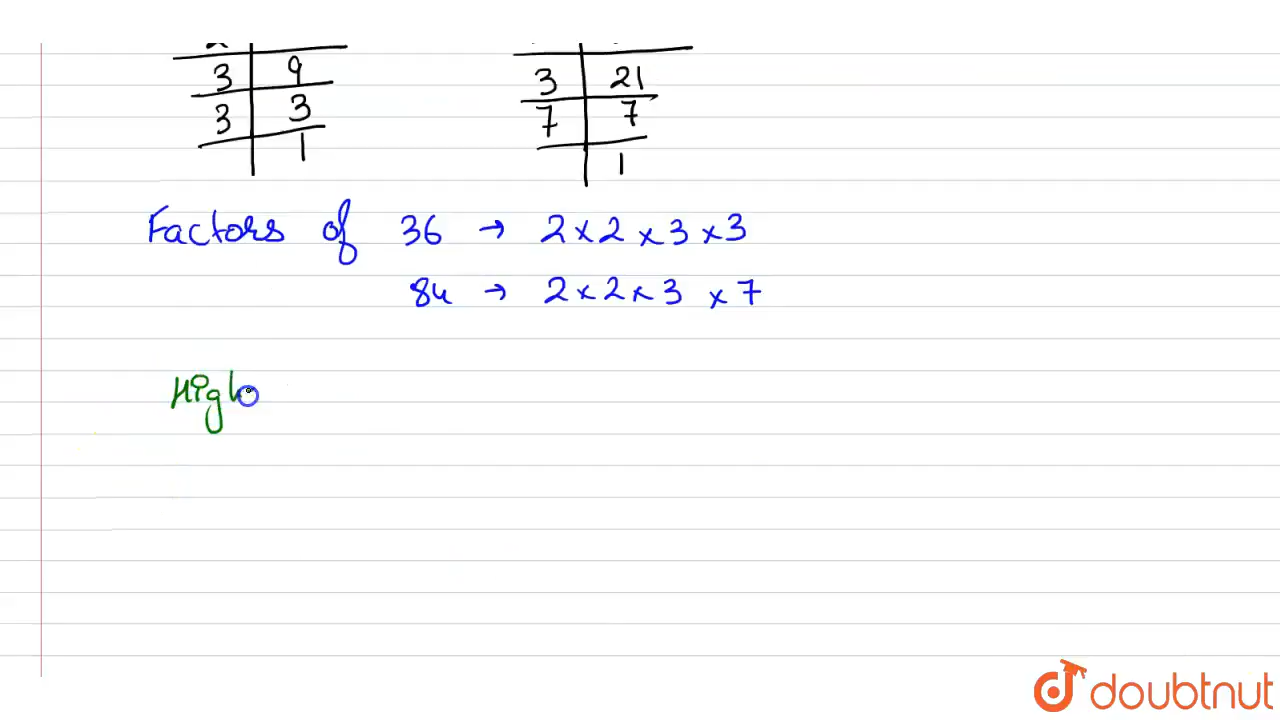 3 9
3 3
1
3 21
7 7
1
Factors of 36 → 2 × 2 × 3 × 3
84 → 2 × 2 × 3 × 7
High
doubtnut